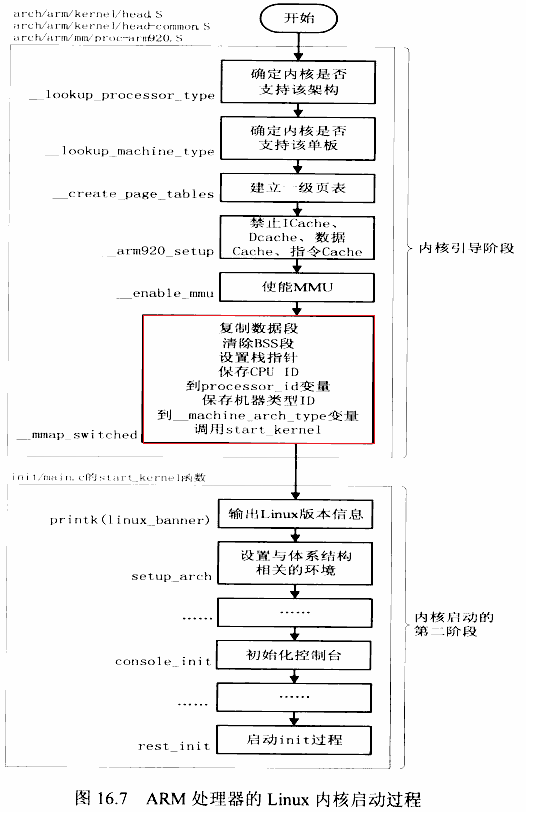 arch/arm/kernel/head.S
arch/arm/kernel/head-common.S
arch/arm/mm/proc-arm920.S
开始
确定内核是否
支持该架构
__lookup_processor_type
确定内核是否
支持该单板
__lookup_machine_type
建立一级页表
__create_page_tables
禁止ICache、
Dcache、数据
Cache、指令Cache
__arm920_setup
使能MMU
__enable_mmu
内核引导阶段
复制数据段
清除BSS段
设置栈指针
保存CPU ID
到processor_id变量
保存机器类型ID
到__machine_arch_type变量
调用start_kernel
__mmap_switched
init/main.c的start_kernel函数
输出Linux版本信息
printk(linux_banner)
设置与体系结构
相关的环境
setup_arch
……
……
内核启动的
第二阶段
初始化控制台
console_init
……
……
启动init过程
rest_init
图 16.7 ARM 处理器的 Linux 内核启动过程